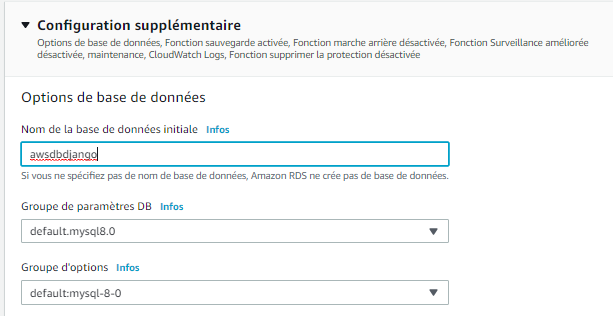 Configuration supplémentaire
Options de base de données, Fonction sauvegarde activée, Fonction marche arrière désactivée, Fonction Surveillance améliorée
désactivée, maintenance, CloudWatch Logs, Fonction supprimer la protection désactivée
Options de base de données
Nom de la base de données initiale Infos
awsdbdjango
Si vous ne spécifiez pas de nom de base de données, Amazon RDS ne crée pas de base de données.
Groupe de paramètres DB Infos
default.mysql8.0
Groupe d'options Infos
default:mysql-8-0